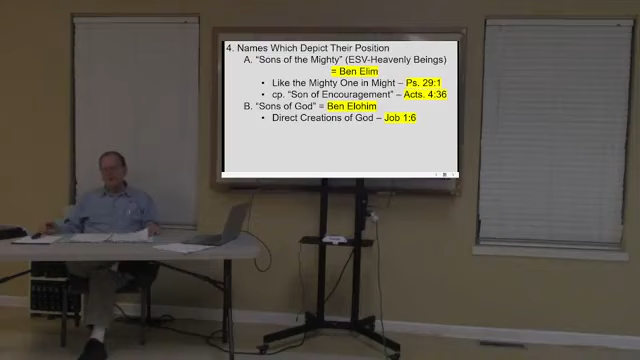 4. Names Which Depict Their Position
A. “Sons of the Mighty” (ESV-Heavenly Beings)
= Ben Elim
• Like the Mighty One in Might – Ps. 29:1
• cp. “Son of Encouragement” – Acts. 4:36
B. “Sons of God” = Ben Elohim
• Direct Creations of God – Job 1:6